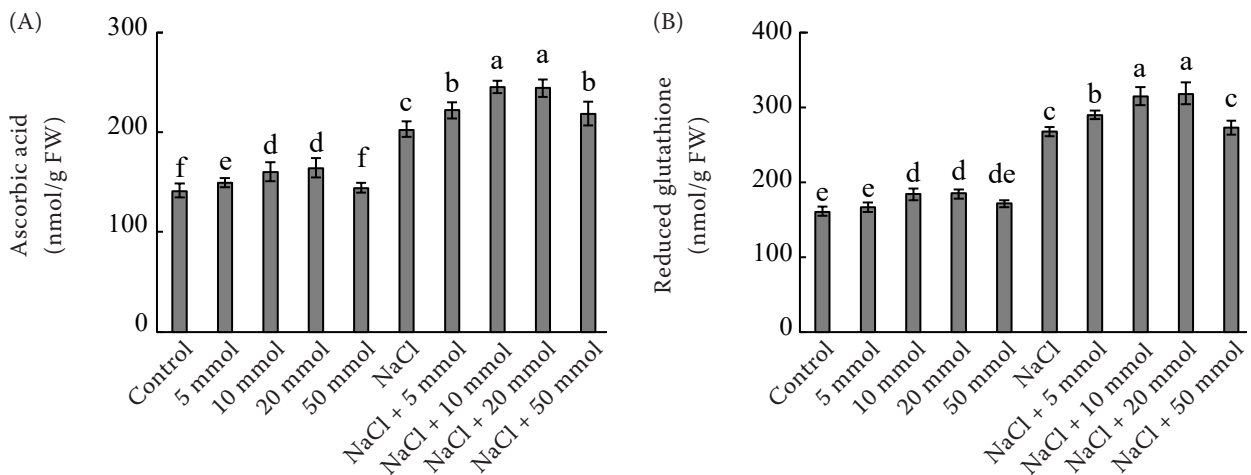 (A)
Ascorbic acid
(nmol/g FW)
300
200
100
0
f
e
d
d
f
c
b
a
a
b
Control
5 mmol
10 mmol
20 mmol
50 mmol
NaCl
NaCl + 5 mmol
NaCl + 10 mmol
NaCl + 20 mmol
NaCl + 50 mmol
(B)
Reduced glutathione
(nmol/g FW)
400
300
200
100
0
e
e
d
d
de
c
b
a
a
c
Control
5 mmol
10 mmol
20 mmol
50 mmol
NaCl
NaCl + 5 mmol
NaCl + 10 mmol
NaCl + 20 mmol
NaCl + 50 mmol